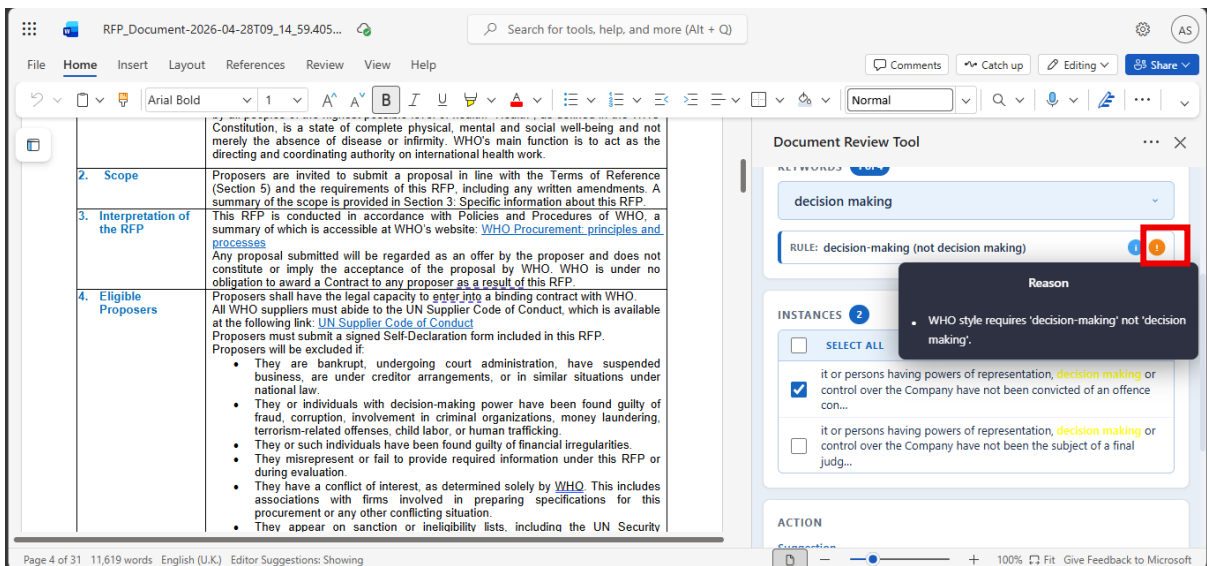 RFP_Document-2026-04-28T09_14_59.405...
Search for tools, help, and more (Alt + Q)
AS
File Home Insert Layout References Review View Help
Comments Catch up Editing Share
Arial Bold 1 A A B I U A Normal ...
Constitution, is a state of complete physical, mental and social well-being and not
merely the absence of disease or infirmity. WHO's main function is to act as the
directing and coordinating authority on international health work.
2. Scope
Proposers are invited to submit a proposal in line with the Terms of Reference
(Section 5) and the requirements of this RFP, including any written amendments. A
summary of the scope is provided in Section 3: Specific information about this RFP.
3. Interpretation of
the RFP
This RFP is conducted in accordance with Policies and Procedures of WHO, a
summary of which is accessible at WHO's website: WHO Procurement: principles and
processes
Any proposal submitted will be regarded as an offer by the proposer and does not
constitute or imply the acceptance of the proposal by WHO. WHO is under no
obligation to award a Contract to any proposer as a result of this RFP.
4. Eligible
Proposers
Proposers shall have the legal capacity to enter into a binding contract with WHO.
All WHO suppliers must abide to the UN Supplier Code of Conduct, which is available
at the following link: UN Supplier Code of Conduct
Proposers must submit a signed Self-Declaration form included in this RFP.
Proposers will be excluded if:
• They are bankrupt, undergoing court administration, have suspended
business, are under creditor arrangements, or in similar situations under
national law.
• They or individuals with decision-making power have been found guilty of
fraud, corruption, involvement in criminal organizations, money laundering,
terrorism-related offenses, child labor, or human trafficking.
• They or such individuals have been found guilty of financial irregularities.
• They misrepresent or fail to provide required information under this RFP or
during evaluation.
• They have a conflict of interest, as determined solely by WHO. This includes
associations with firms involved in preparing specifications for this
procurement or any other conflicting situation.
• They appear on sanction or ineligibility lists, including the UN Security
Document Review Tool ...
KEYWORDS
decision making
RULE: decision-making (not decision making) i !
Reason
• WHO style requires 'decision-making' not 'decision
making'.
INSTANCES 2
SELECT ALL
it or persons having powers of representation, decision making or
control over the Company have not been convicted of an offence
con...
it or persons having powers of representation, decision making or
control over the Company have not been the subject of a final
judg...
ACTION
Suggestion
Page 4 of 31 11,619 words English (U.K.) Editor Suggestions: Showing
100% Fit Give Feedback to Microsoft